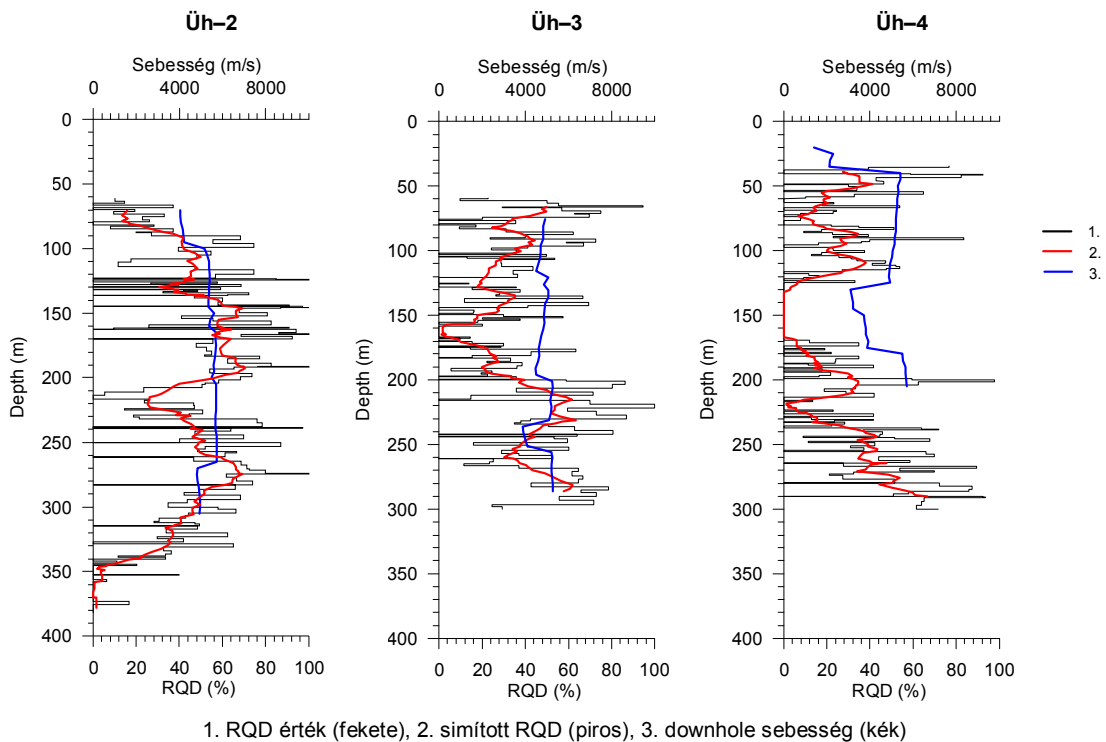 Üh–2
Üh–3
Üh–4
Sebesség (m/s)
Sebesség (m/s)
Sebesség (m/s)
0 4000 8000
0 4000 8000
0 4000 8000
0
50
100
150
200
250
300
350
400
Depth (m)
0
50
100
150
200
250
300
350
400
Depth (m)
0
50
100
150
200
250
300
350
400
Depth (m)
1.
2.
3.
0 20 40 60 80 100
0 20 40 60 80 100
0 20 40 60 80 100
RQD (%)
RQD (%)
RQD (%)
1. RQD érték (fekete), 2. simított RQD (piros), 3. downhole sebesség (kék)